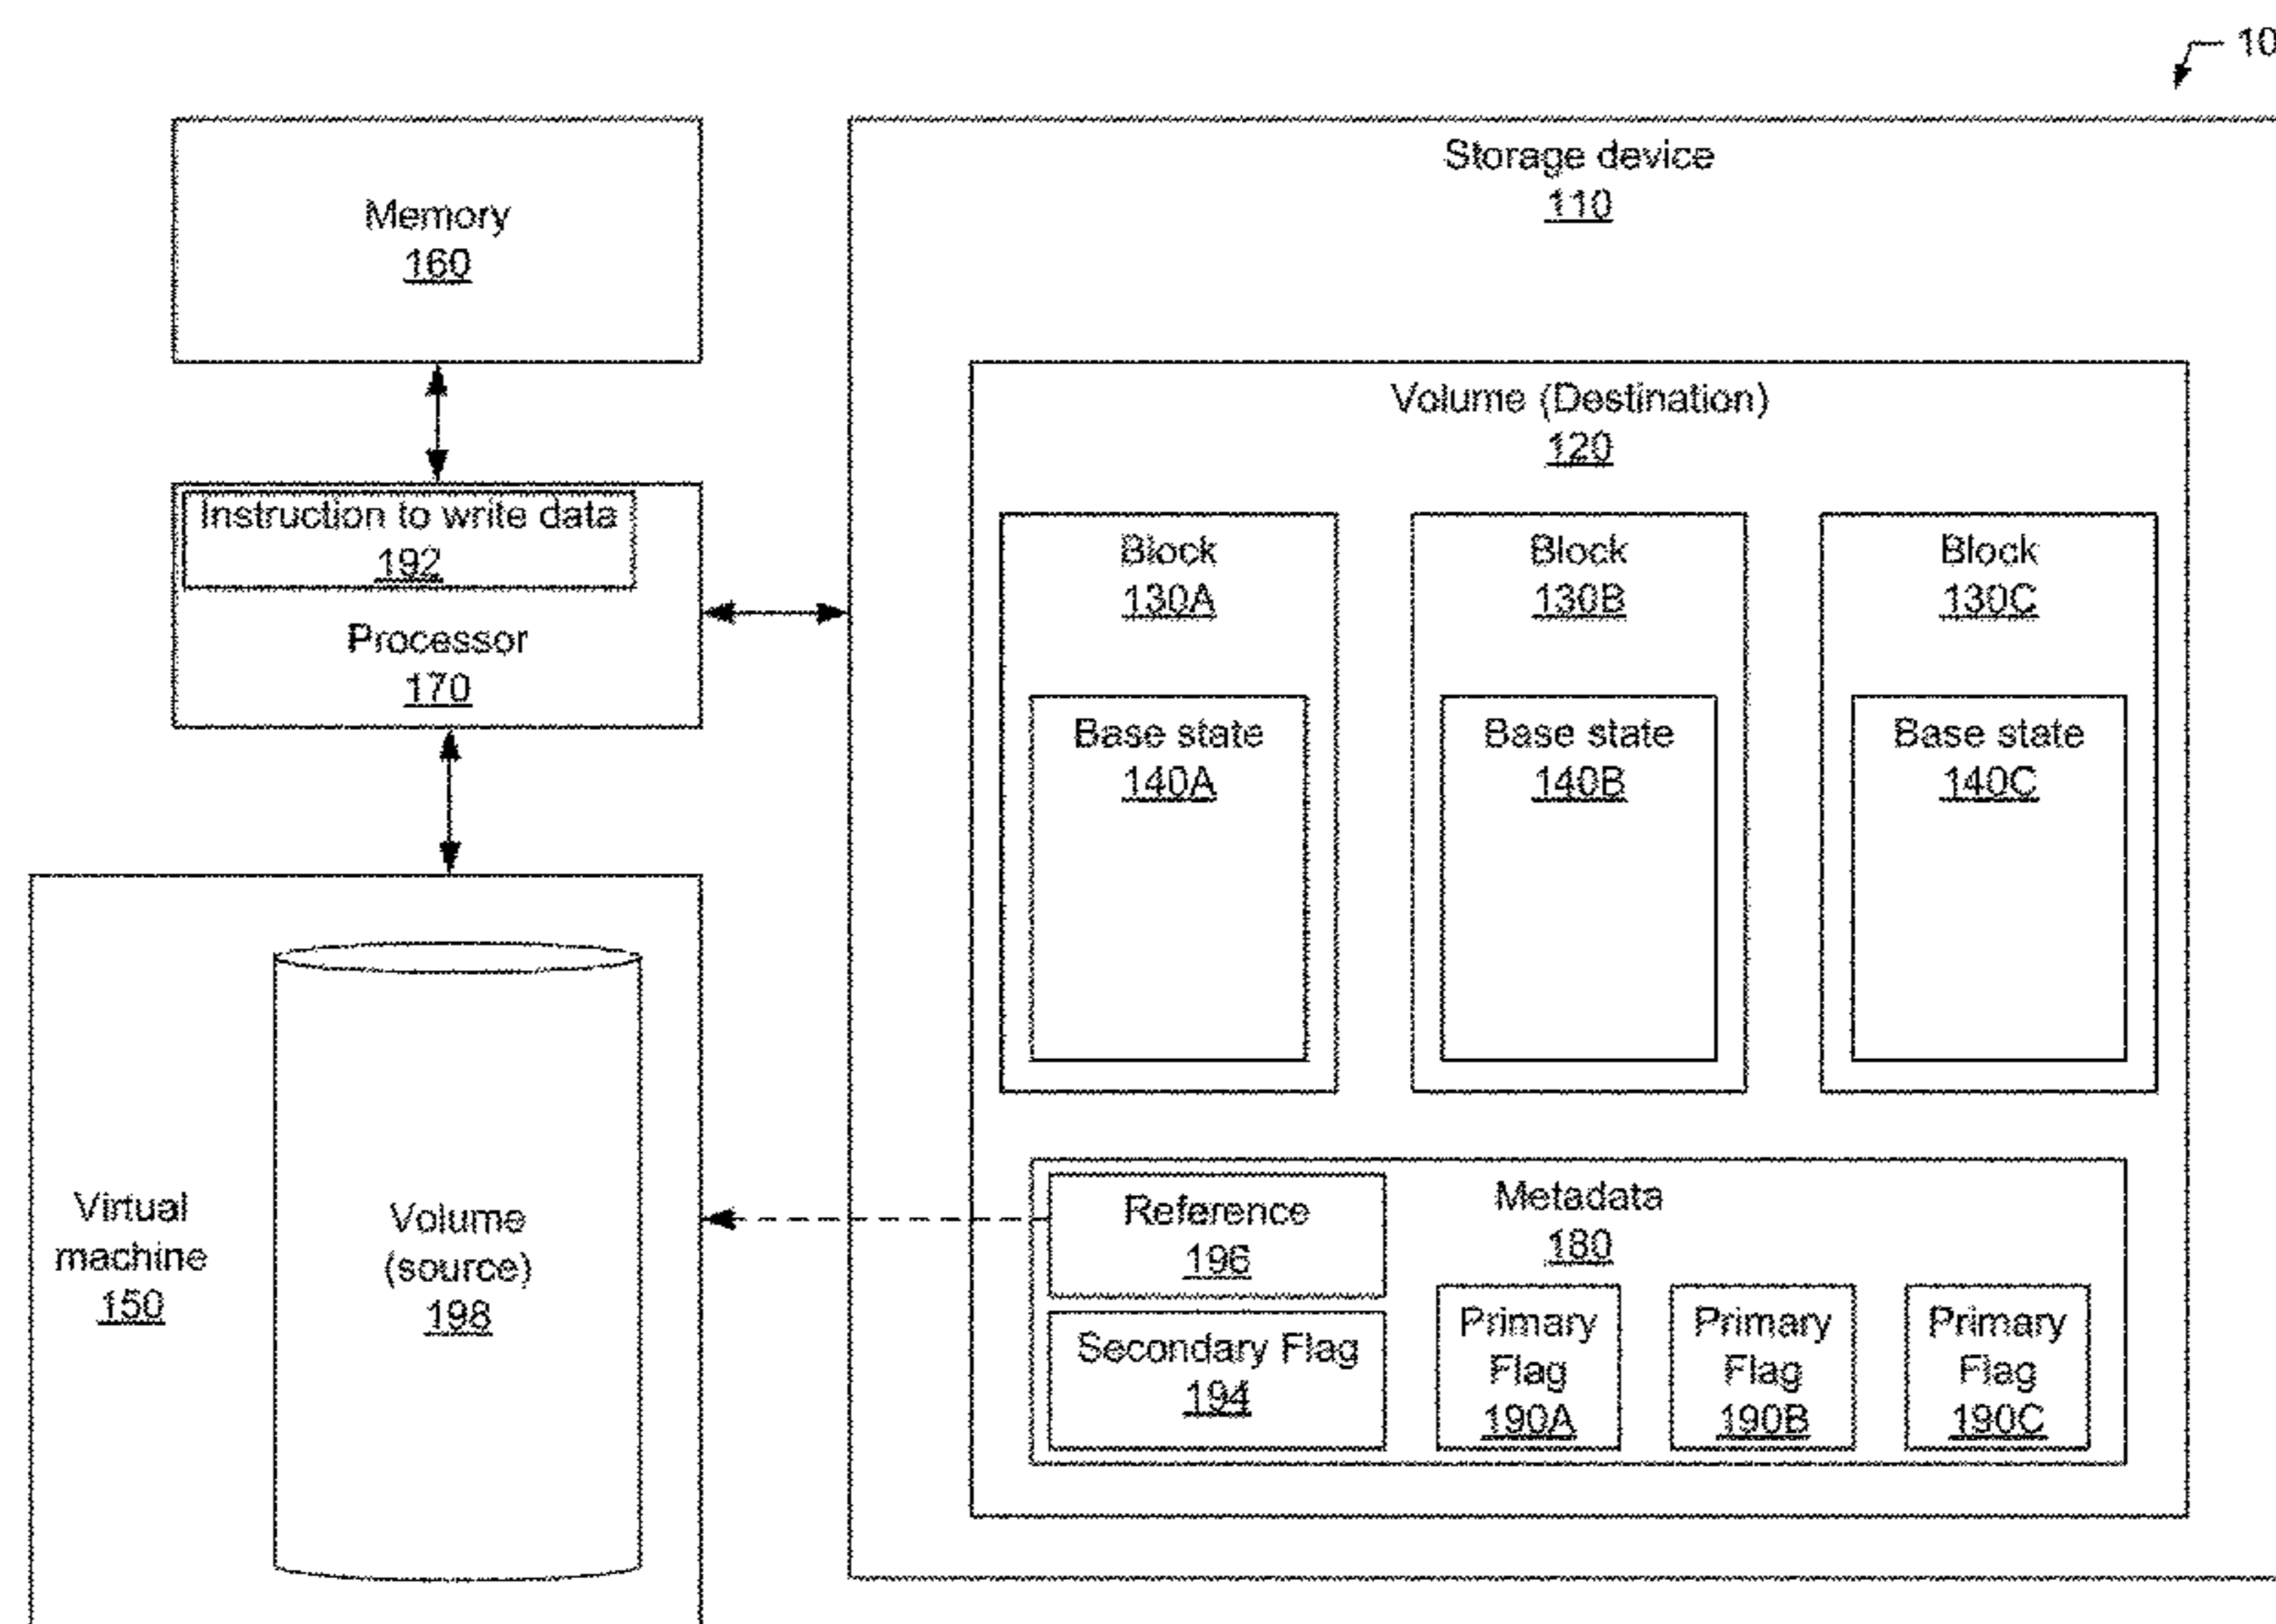 10
Memory
160
Storage device
110
Volume (Destination)
120
Instruction to write data
192
Processor
170
Block
130A
Block
130B
Block
130C
Base state
140A
Base state
140B
Base state
140C
Virtual
machine
150
Volume
(source)
198
Reference
196
Metadata
180
Secondary Flag
194
Primary
Flag
190A
Primary
Flag
190B
Primary
Flag
190C